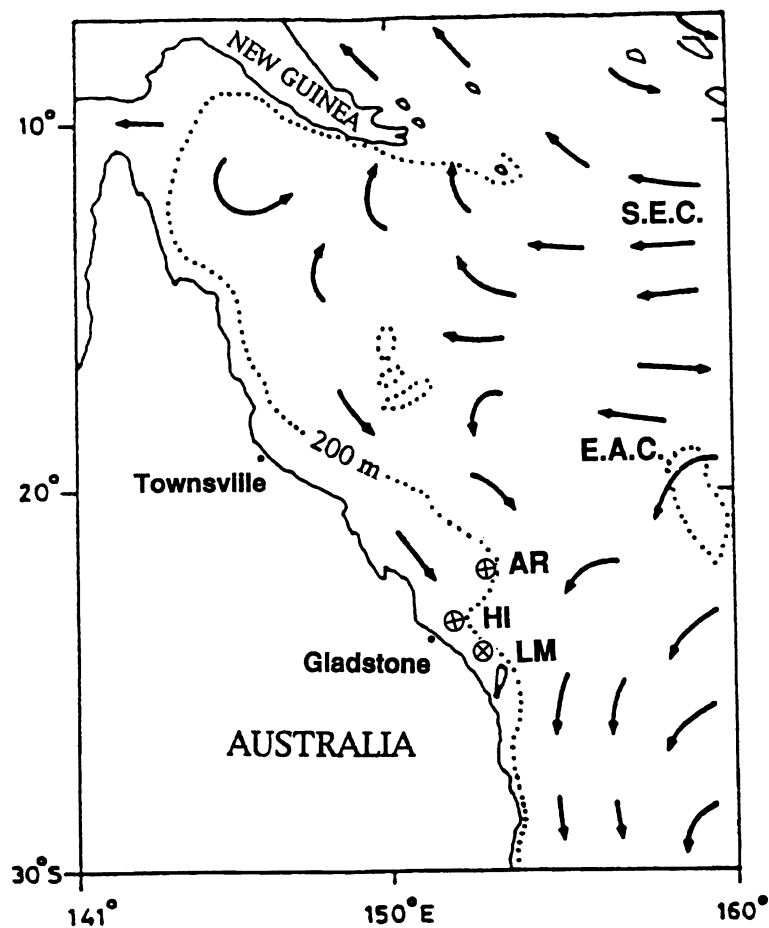 NEW GUINEA
10°
S.E.C.
E.A.C.
200 m
Townsville
20°
AR
HI
LM
Gladstone
AUSTRALIA
30°S
141°
150°E
160°